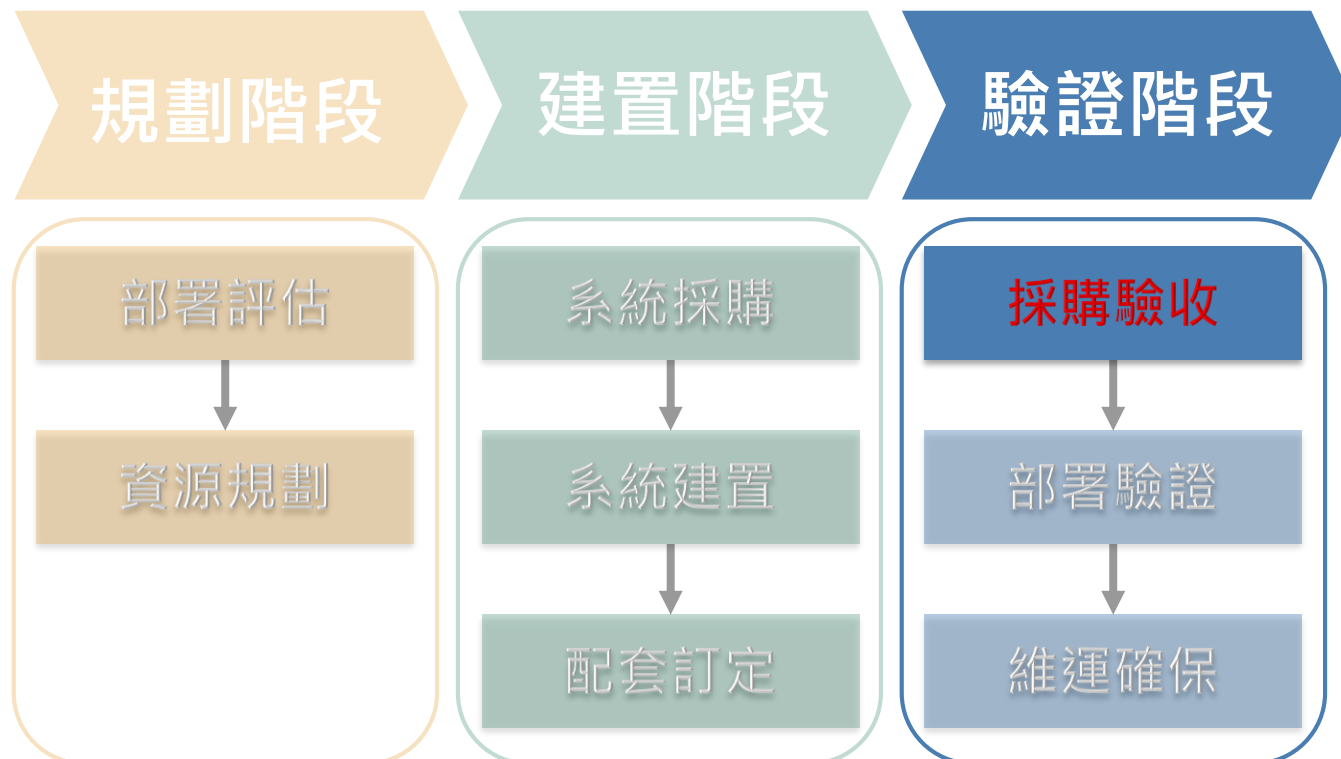 規劃階段
建置階段
驗證階段
部署評估
資源規劃
系統採購
系統建置
配套訂定
採購驗收
部署驗證
維運確保